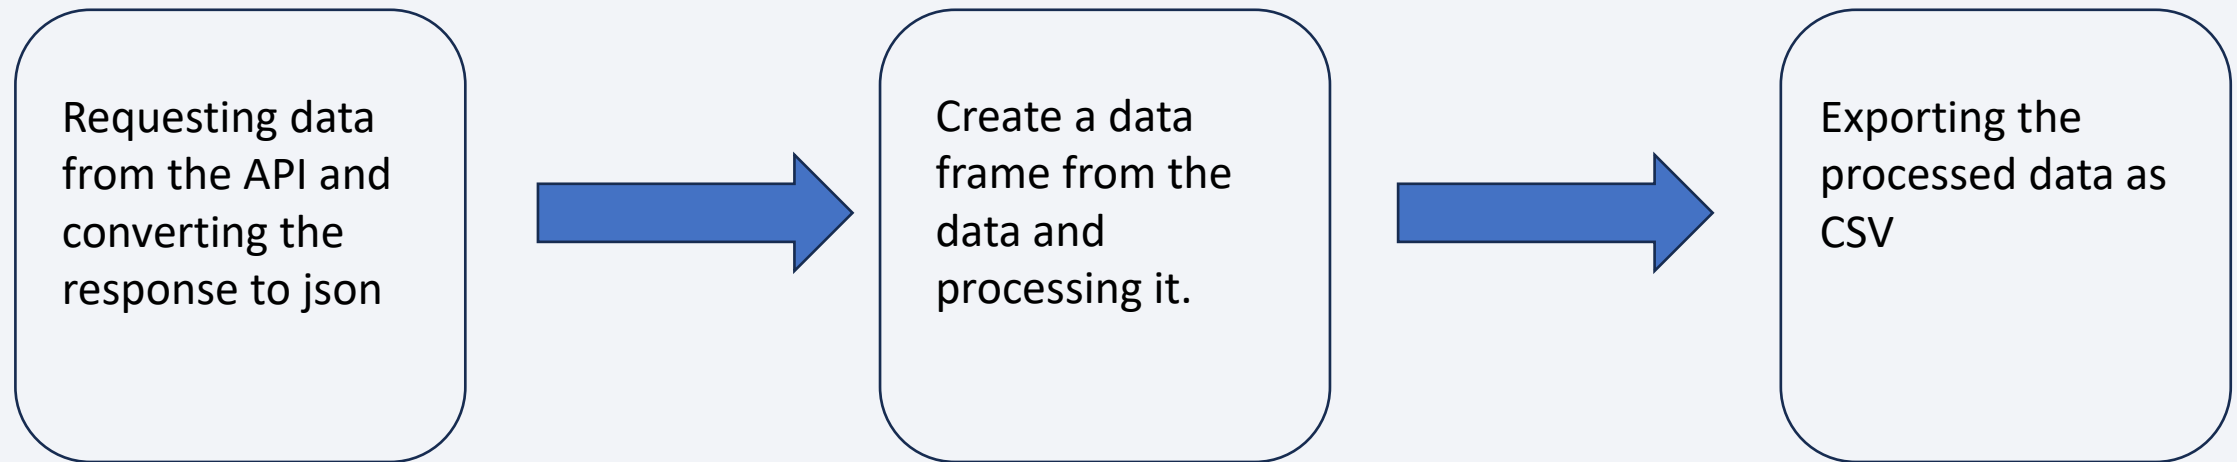 Requesting data
from the API and
converting the
response to json
Create a data
frame from the
data and
processing it.
Exporting the
processed data as
CSV